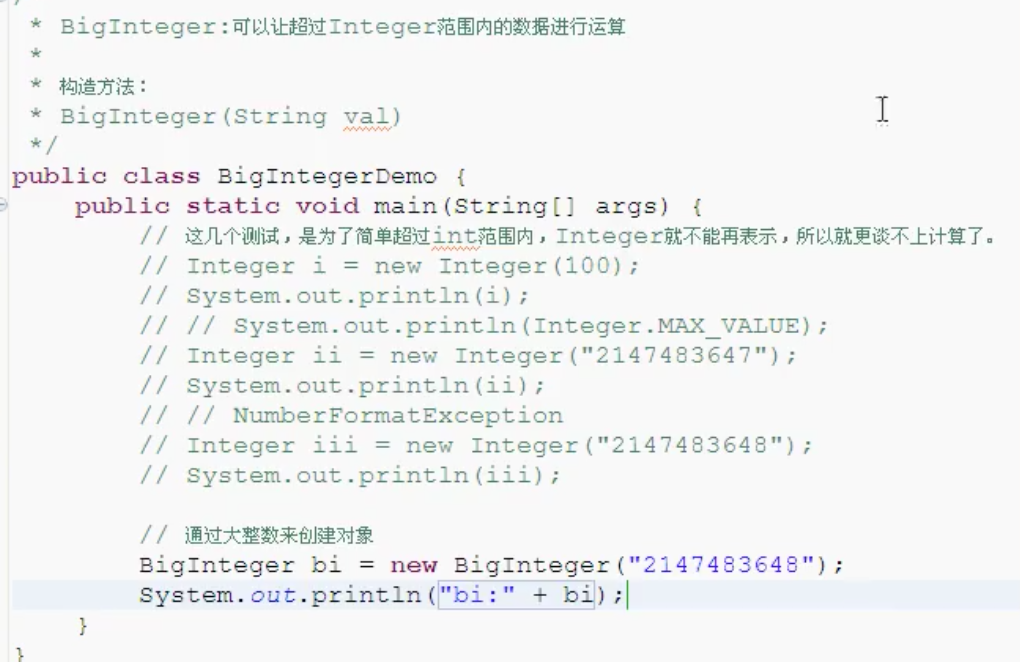 * BigInteger:可以让超过Integer范围内的数据进行运算
*
* 构造方法：
* BigInteger(String val)
*/
public class BigIntegerDemo {
public static void main(String[] args) {
// 这几个测试，是为了简单超过int范围内，Integer就不能再表示，所以就更谈不上计算了。
// Integer i = new Integer(100);
// System.out.println(i);
// // System.out.println(Integer.MAX_VALUE);
// Integer ii = new Integer("2147483647");
// System.out.println(ii);
// // NumberFormatException
// Integer iii = new Integer("2147483648");
// System.out.println(iii);
// 通过大整数来创建对象
BigInteger bi = new BigInteger("2147483648");
System.out.println("bi:" + bi);
}
}